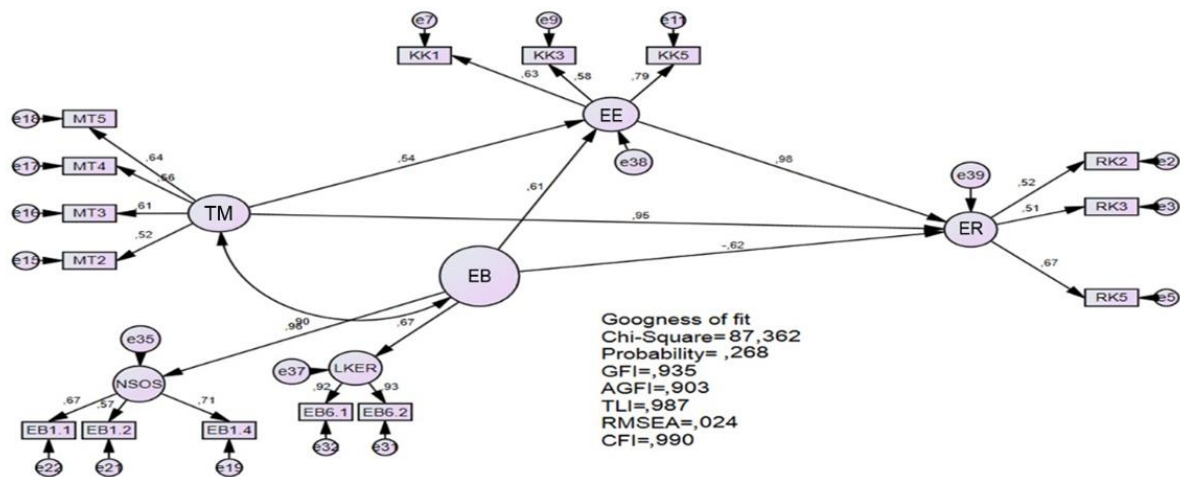 e7
e9
e11
KK1
KK3
KK5
,63
,58
,79
EE
e38
e18
MT5
e17
MT4
e16
MT3
e15
MT2
,64
,56
,61
,52
TM
,54
,61
,98
,95
-,62
e39
ER
,52
,51
,67
RK2
e2
RK3
e3
RK5
e5
EB
,90
,67
e35
NSOS
e37
LKER
,67
,57
,71
,92
,93
EB1.1
EB1.2
EB1.4
EB6.1
EB6.2
e22
e21
e19
e32
e31
Googness of fit
Chi-Square=87,362
Probability= ,268
GFI=,935
AGFI=,903
TLI=,987
RMSEA=,024
CFI=,990